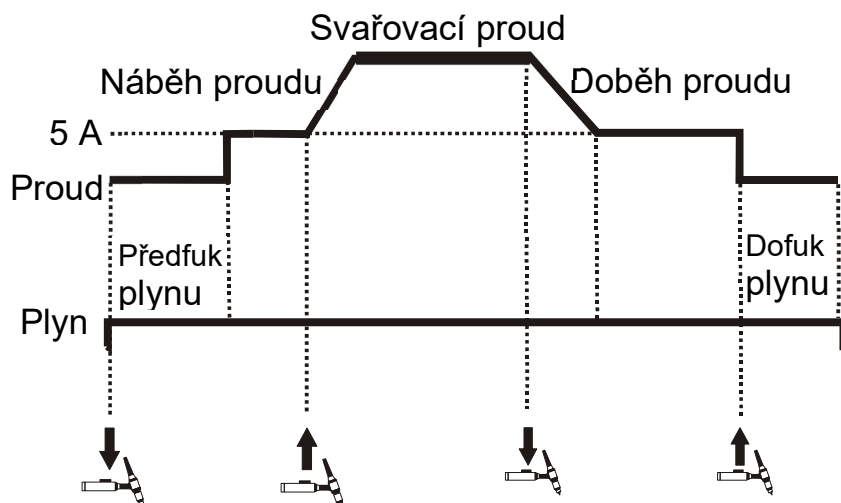 Svařovací proud
Náběh proudu
Doběh proudu
5 A
Proud
Předfuk
plynu
Dofuk
plynu
Plyn